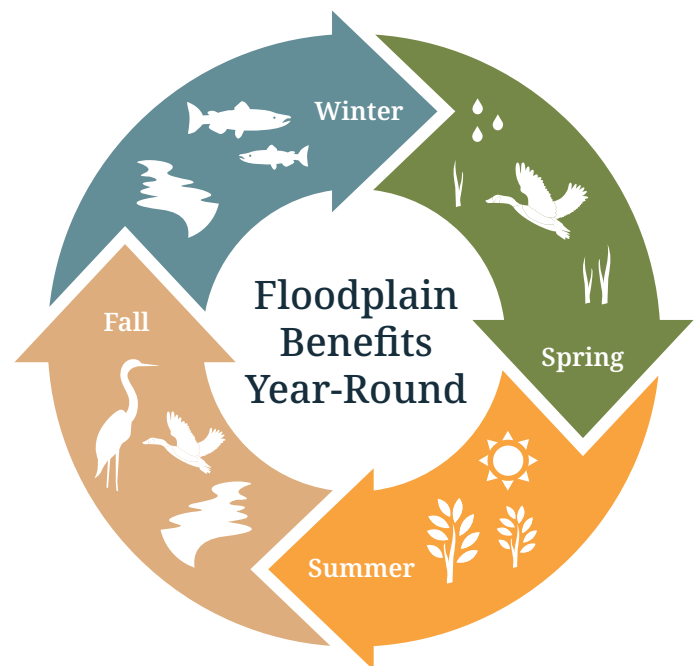 Winter
Floodplain
Benefits
Year-Round
Fall
Spring
Summer